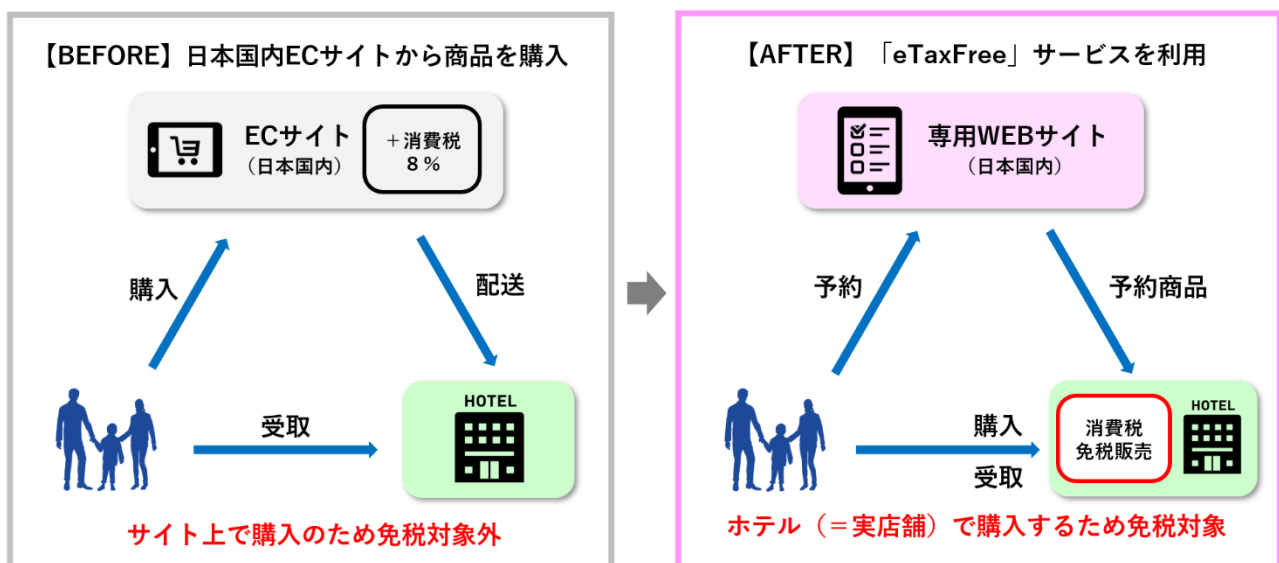 【BEFORE】日本国内ECサイトから商品を購入
ECサイト
（日本国内）
＋消費税
８％
購入
配送
受取
HOTEL
サイト上で購入のため免税対象外
【AFTER】「eTaxFree」サービスを利用
専用WEBサイト
（日本国内）
予約
予約商品
購入
受取
消費税
免税販売
HOTEL
ホテル（＝実店舗）で購入するため免税対象